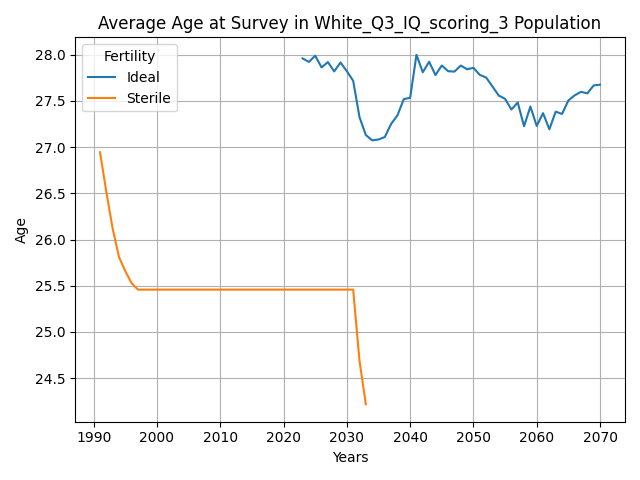 Average Age at Survey in White_Q3_IQ_scoring_3 Population
Fertility
Ideal
Sterile
28.0
27.5
27.0
26.5
26.0
25.5
25.0
24.5
Age
1990 2000 2010 2020 2030 2040 2050 2060 2070
Years